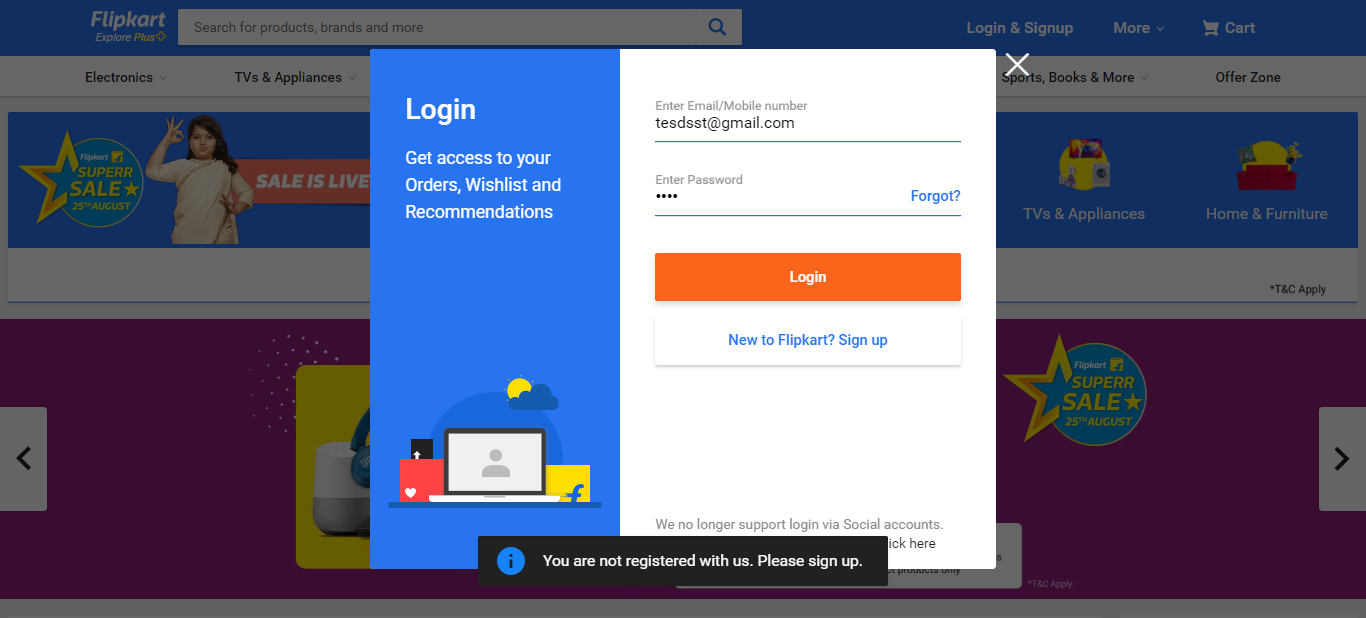 Flipkart
Explore Plus
Search for products, brands and more
Login & Signup
More
Cart
Electronics
TVs & Appliances
Sports, Books & More
Offer Zone
Flipkart
SUPERR
SALE
25TH AUGUST
SALE IS LIVE
TVs & Appliances
Home & Furniture
*T&C Apply
Login
Get access to your
Orders, Wishlist and
Recommendations
Enter Email/Mobile number
tesdsst@gmail.com
Enter Password
••••
Forgot?
Login
New to Flipkart? Sign up
We no longer support login via Social accounts.
click here
Flipkart
SUPERR
SALE
25TH AUGUST
products only
*T&C Apply
You are not registered with us. Please sign up.